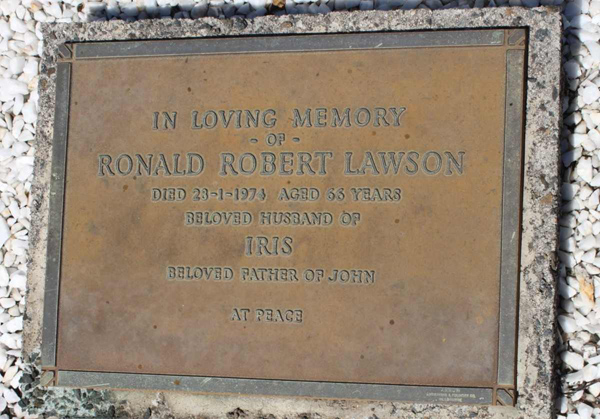 IN LOVING MEMORY
- OF -
RONALD ROBERT LAWSON
DIED 28-1-1974 AGED 66 YEARS
BELOVED HUSBAND OF
IRIS
BELOVED FATHER OF JOHN
AT PEACE